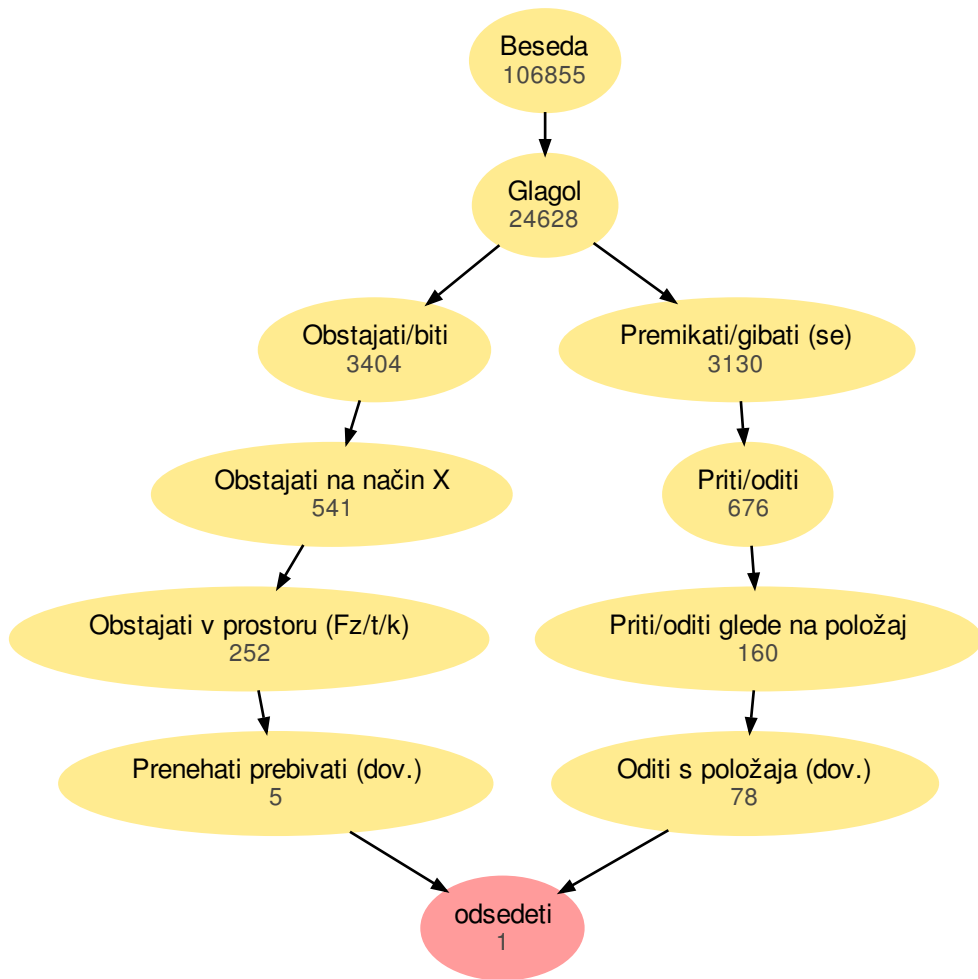 Beseda
106855
Glagol
24628
Obstajati/biti
3404
Premikati/gibati (se)
3130
Obstajati na način X
541
Priti/oditi
676
Obstajati v prostoru (Fz/t/k)
252
Priti/oditi glede na položaj
160
Prenehati prebivati (dov.)
5
Oditi s položaja (dov.)
78
odsedeti
1